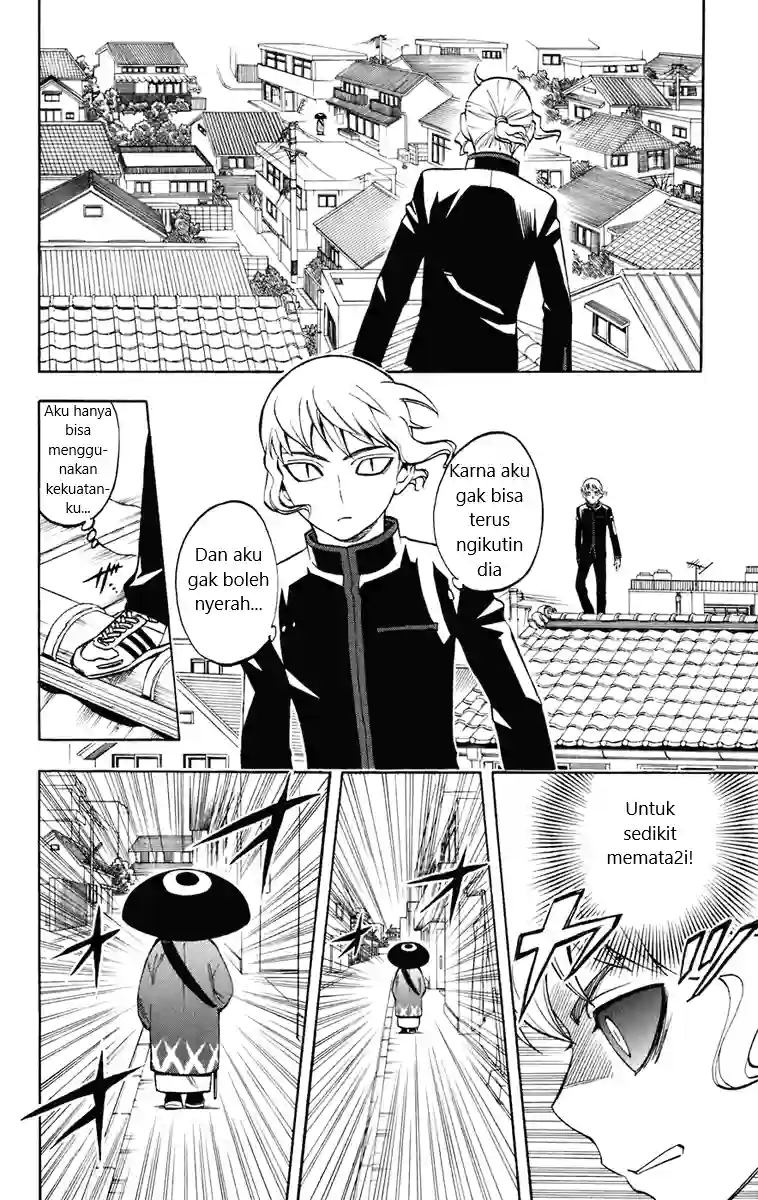 Karna aku
gak bisa
terus
ngikutin
dia
Dan aku
gak boleh
nyerah...
Aku hanya
bisa
menggu-
nakan
kekuatan-
ku...
Untuk
sedikit
memata2i!